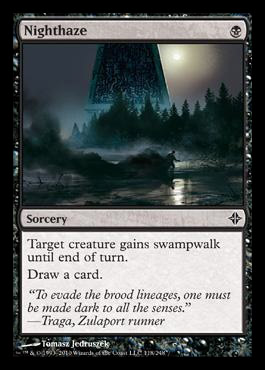 Nighthaze
Sorcery
Target creature gains swampwalk
until end of turn.
Draw a card.
“To evade the brood lineages, one must
be made dark to all the senses.”
—Traga, Zulaport runner
Tomasz Jedruszek
™ & © 1993–2010 Wizards of the Coast LLC 118/248